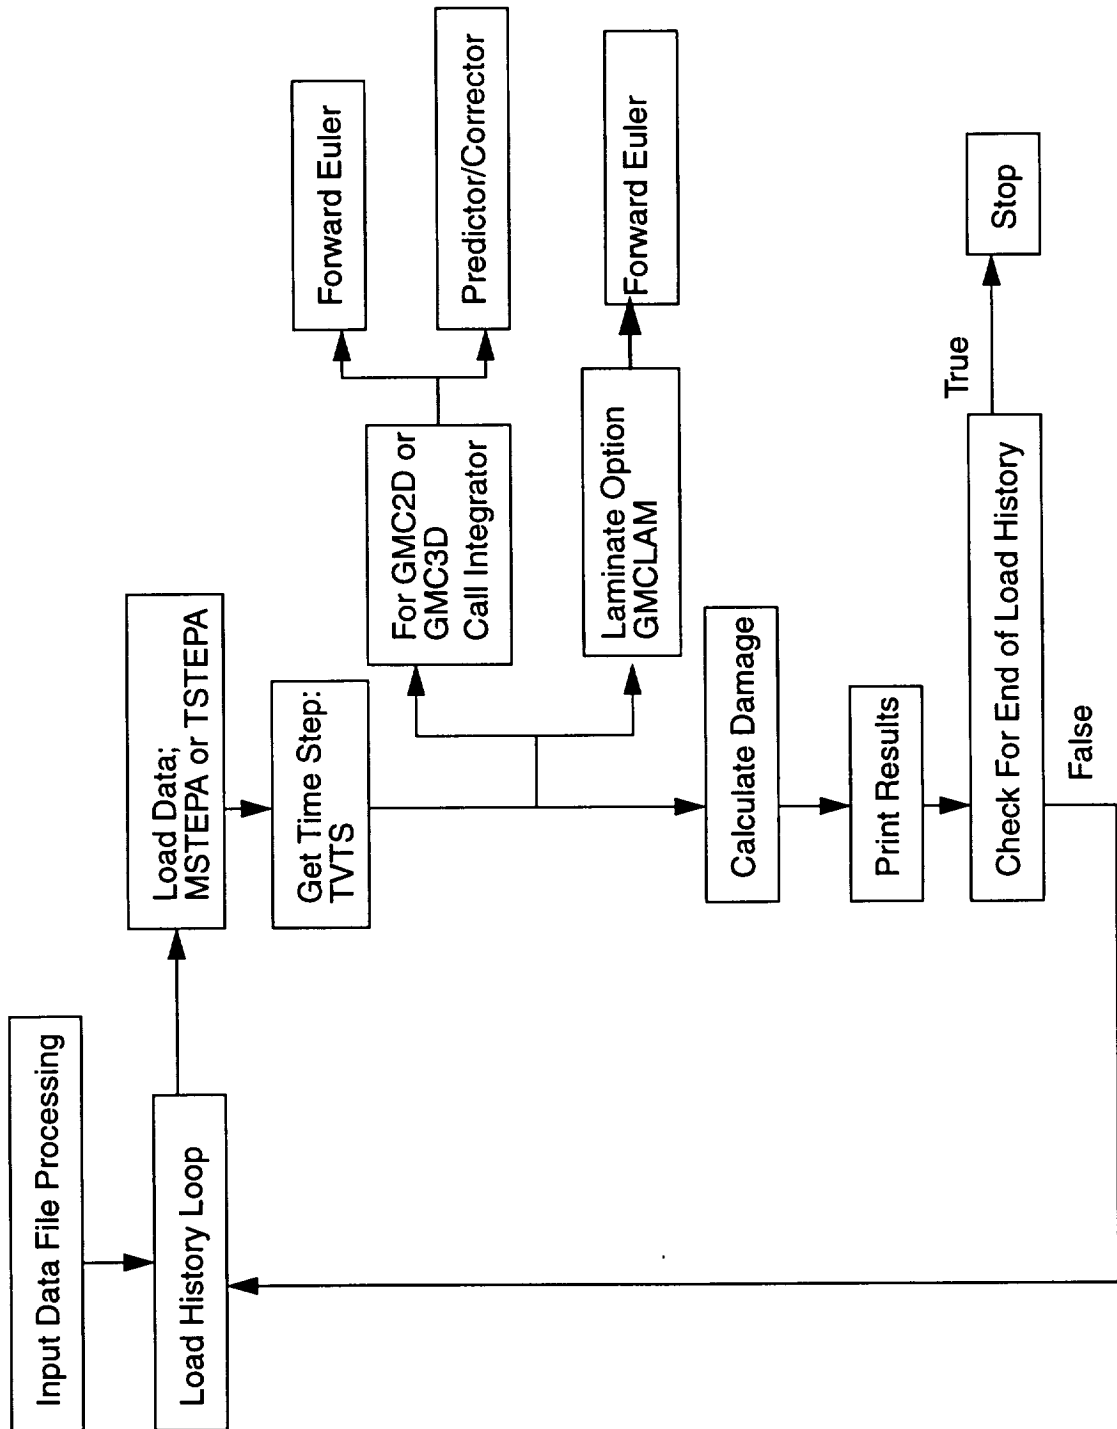 Input Data File Processing
Load History Loop
Load Data;
MSTEPA or TSTEPA
Get Time Step:
TVTS
For GMC2D or
GMC3D
Call Integrator
Forward Euler
Predictor/Corrector
Laminate Option
GMCLAM
Forward Euler
Calculate Damage
Print Results
Check For End of Load History
True
Stop
False